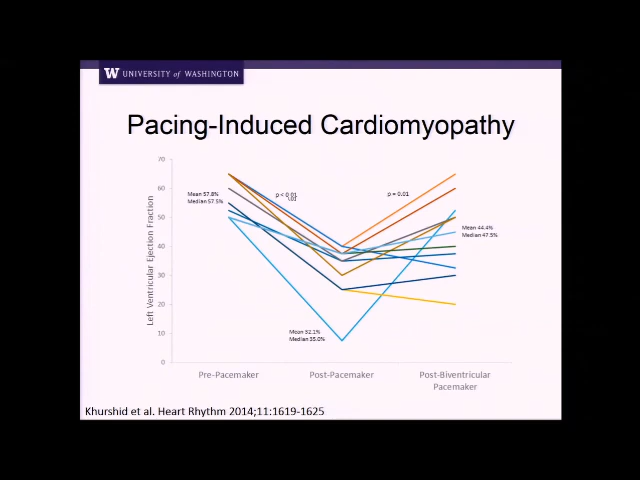 W UNIVERSITY of WASHINGTON
Pacing-Induced Cardiomyopathy
Left Ventricular Ejection Fraction
70
60
50
40
30
20
10
0
Mean 57.8%
Median 57.5%
p < 0.01
p = 0.01
Mean 44.4%
Median 47.5%
Mean 32.1%
Median 35.0%
Pre-Pacemaker
Post-Pacemaker
Post-Biventricular
Pacemaker
Khurshid et al. Heart Rhythm 2014;11:1619-1625